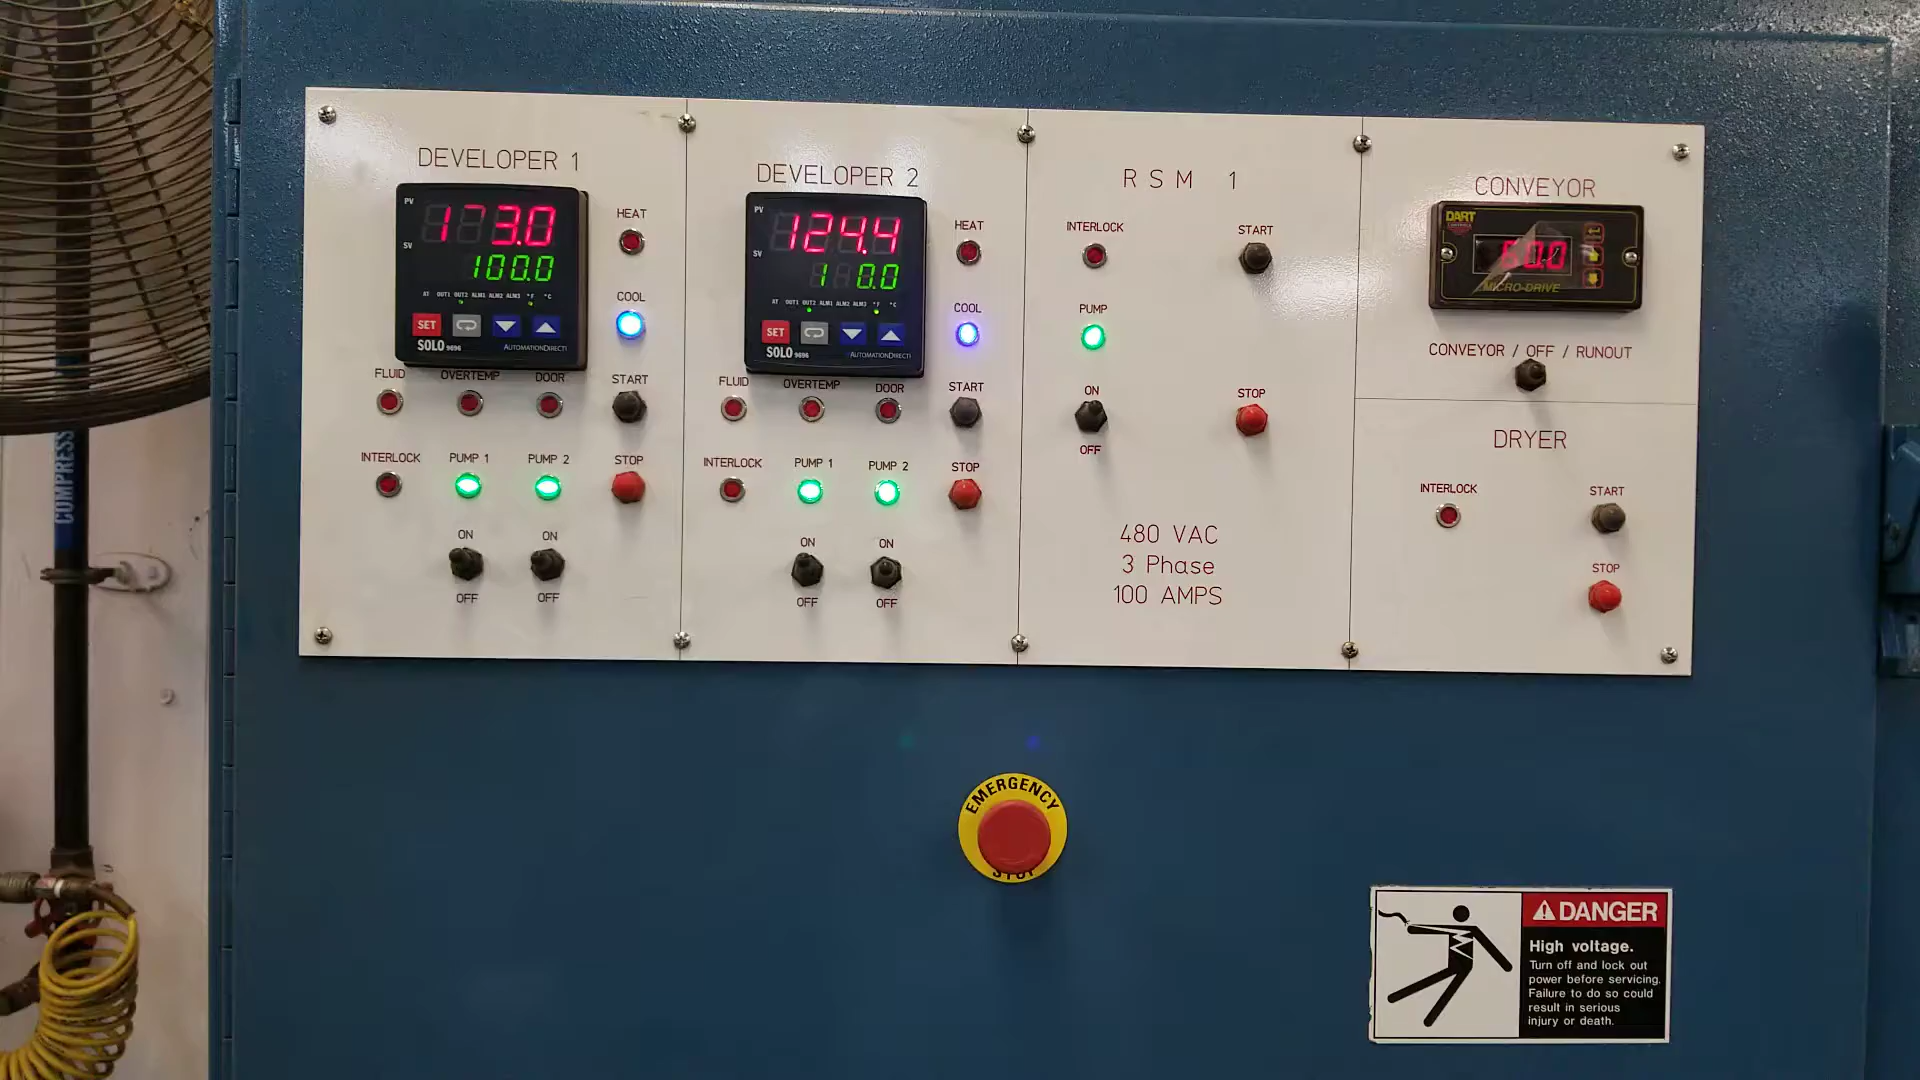 DEVELOPER 1
PV
173.0
SV
100.0
AT OUT1 OUT2 ALM1 ALM2 ALM3 °F °C
SET
SOLO 9696
AUTOMATIONDIRECT
HEAT
COOL
FLUID
OVERTEMP
DOOR
START
INTERLOCK
PUMP 1
PUMP 2
STOP
ON
ON
OFF
OFF
DEVELOPER 2
PV
124.4
SV
AT OUT1 OUT2 ALM1 ALM2 ALM3 °F °C
SET
SOLO 9696
AUTOMATIONDIRECT
HEAT
COOL
FLUID
OVERTEMP
DOOR
START
INTERLOCK
PUMP 1
PUMP 2
STOP
ON
ON
OFF
OFF
RSM 1
INTERLOCK
START
PUMP
ON
STOP
OFF
480 VAC
3 Phase
100 AMPS
CONVEYOR
DART
CONTROLS
MICRO-DRIVE
CONVEYOR / OFF / RUNOUT
DRYER
INTERLOCK
START
STOP
EMERGENCY
STOP
COMPRESS
DANGER
High voltage.
Turn off and lock out
power before servicing.
Failure to do so could
result in serious
injury or death.